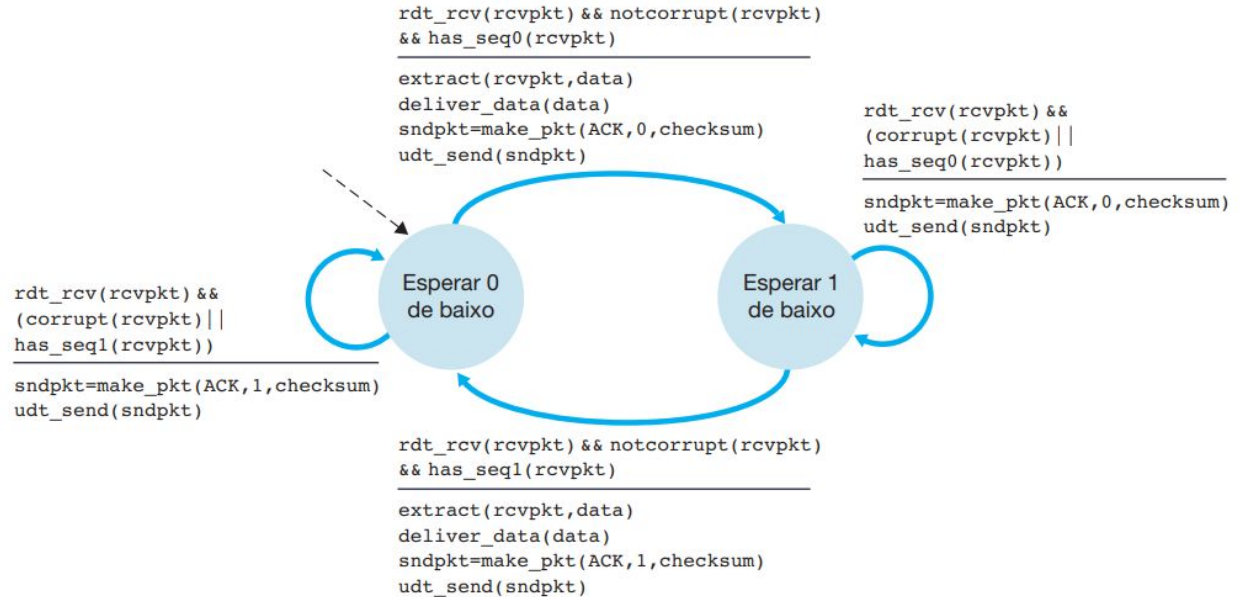 rdt_rcv(rcvpkt) && notcorrupt(rcvpkt)
&& has_seq0(rcvpkt)
extract(rcvpkt,data)
deliver_data(data)
sndpkt=make_pkt(ACK,0,checksum)
udt_send(sndpkt)
rdt_rcv(rcvpkt) &&
(corrupt(rcvpkt)||
has_seq0(rcvpkt))
sndpkt=make_pkt(ACK,0,checksum)
udt_send(sndpkt)
Esperar 0
de baixo
Esperar 1
de baixo
rdt_rcv(rcvpkt) &&
(corrupt(rcvpkt)||
has_seq1(rcvpkt))
sndpkt=make_pkt(ACK,1,checksum)
udt_send(sndpkt)
rdt_rcv(rcvpkt) && notcorrupt(rcvpkt)
&& has_seq1(rcvpkt)
extract(rcvpkt,data)
deliver_data(data)
sndpkt=make_pkt(ACK,1,checksum)
udt_send(sndpkt)